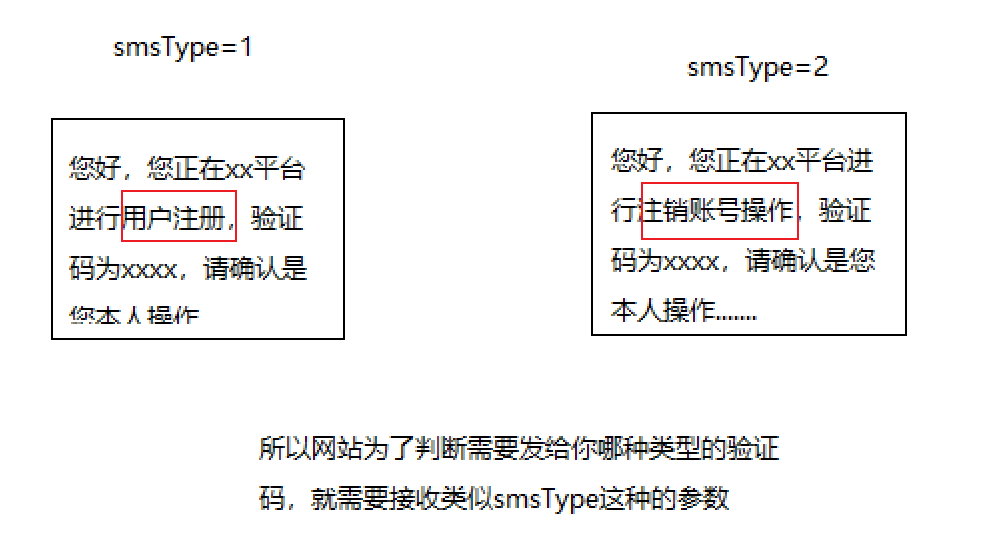 smsType=1
smsType=2
您好，您正在xx平台
进行用户注册，验证
码为xxxx，请确认是
您本人操作
您好，您正在xx平台进
行注销账号操作，验证
码为xxxx，请确认是您
本人操作.......
所以网站为了判断需要发给你哪种类型的验证
码，就需要接收类似smsType这种的参数